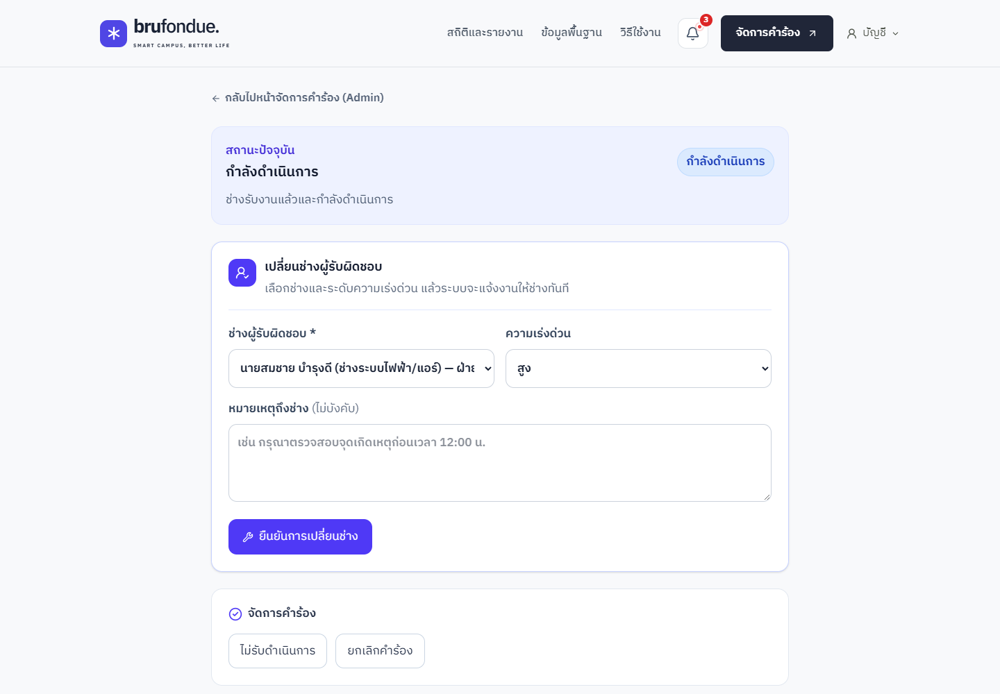 brufondue.
SMART CAMPUS, BETTER LIFE
สถิติและรายงาน
ข้อมูลพื้นฐาน
วิธีใช้งาน
3
จัดการคำร้อง
บัญชี
กลับไปหน้าจัดการคำร้อง (Admin)
สถานะปัจจุบัน
กำลังดำเนินการ
กำลังดำเนินการ
ช่างรับงานแล้วและกำลังดำเนินการ
เปลี่ยนช่างผู้รับผิดชอบ
เลือกช่างและระดับความเร่งด่วน แล้วระบบจะแจ้งงานให้ช่างทันที
ช่างผู้รับผิดชอบ *
ความเร่งด่วน
นายสมชาย บำรุงดี (ช่างระบบไฟฟ้า/แอร์) —
สูง
หมายเหตุถึงช่าง (ไม่บังคับ)
เช่น กรุณาตรวจสอบจุดเกิดเหตุก่อนเวลา 12:00 น.
ยืนยันการเปลี่ยนช่าง
จัดการคำร้อง
ไม่รับดำเนินการ
ยกเลิกคำร้อง